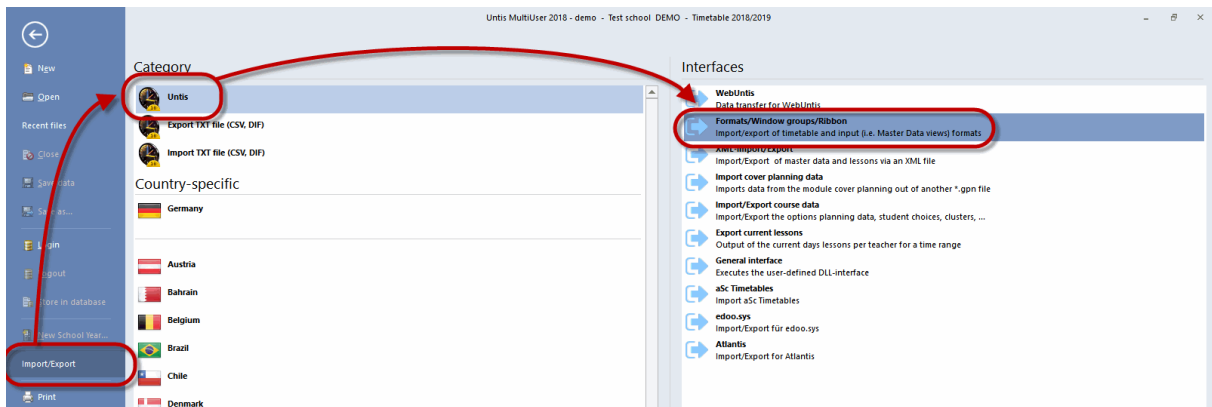 Untis MultiUser 2018 - demo - Test school DEMO - Timetable 2018/2019
New
Open
Recent files
Close
Save data
Save as...
Login
Logout
Store in database
New School Year...
Import/Export
Print
Category
Untis
Export TXT file (CSV, DIF)
Import TXT file (CSV, DIF)
Country-specific
Germany
Austria
Bahrain
Belgium
Brazil
Chile
Denmark
Interfaces
WebUntis
Data transfer for WebUntis
Formats/Window groups/Ribbon
Import/export of timetable and input (i.e. Master Data views) formats
XML-Import/Export
Import/Export of master data and lessons via an XML file
Import cover planning data
Imports data from the module cover planning out of another *.gpn file
Import/Export course data
Import/Export the options planning data, student choices, clusters, ...
Export current lessons
Output of the current days lessons per teacher for a time range
General interface
Executes the user-defined DLL-interface
aSc Timetables
Import aSc Timetables
edoo.sys
Import/Export für edoo.sys
Atlantis
Import/Export for Atlantis